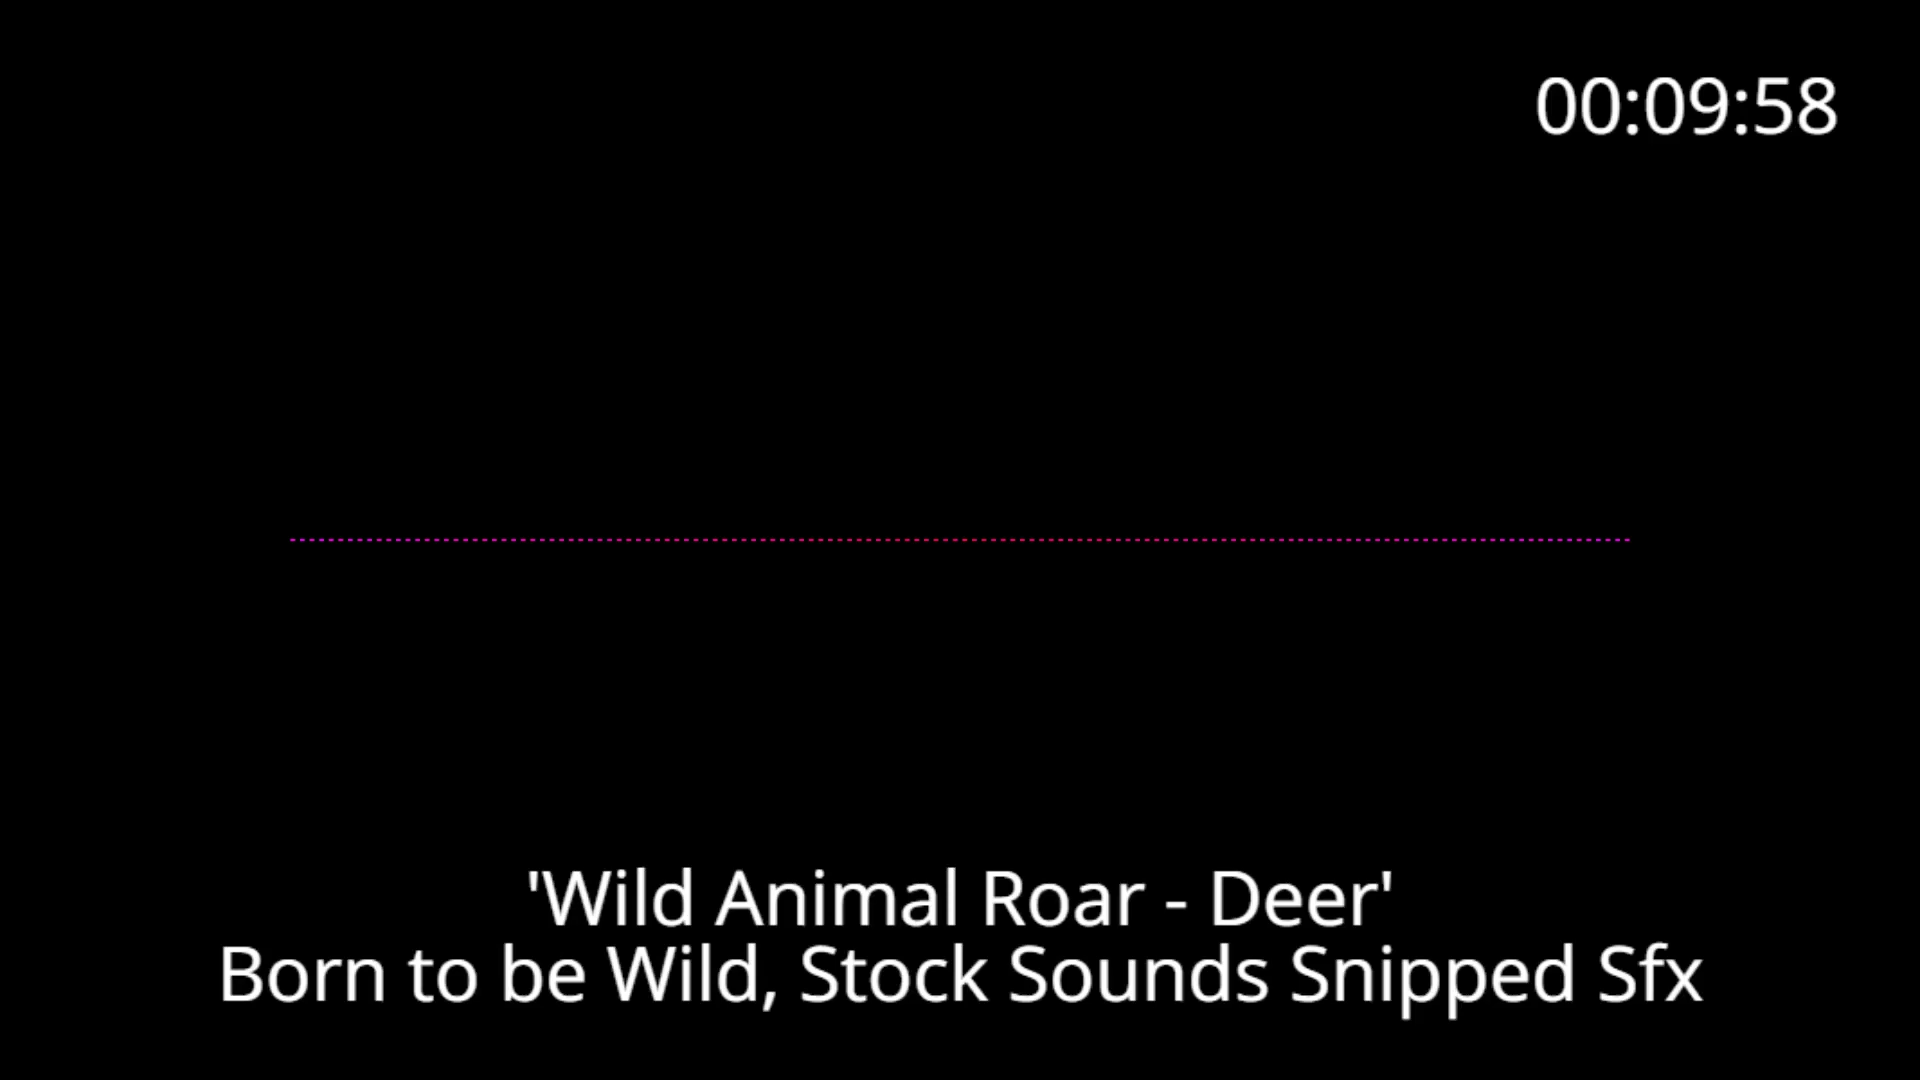 00:09:58
'Wild Animal Roar - Deer'
Born to be Wild, Stock Sounds Snipped Sfx